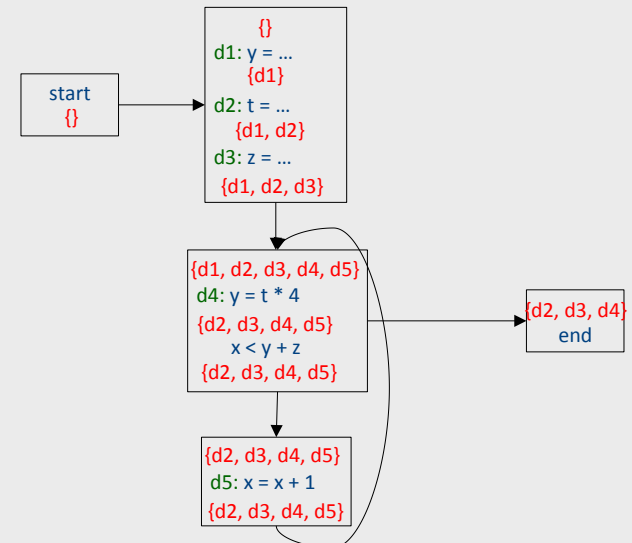 start
{}
{}
d1: y = ...
{d1}
d2: t = ...
{d1, d2}
d3: z = ...
{d1, d2, d3}
{d1, d2, d3, d4, d5}
d4: y = t * 4
{d2, d3, d4, d5}
x < y + z
{d2, d3, d4, d5}
{d2, d3, d4}
end
{d2, d3, d4, d5}
d5: x = x + 1
{d2, d3, d4, d5}